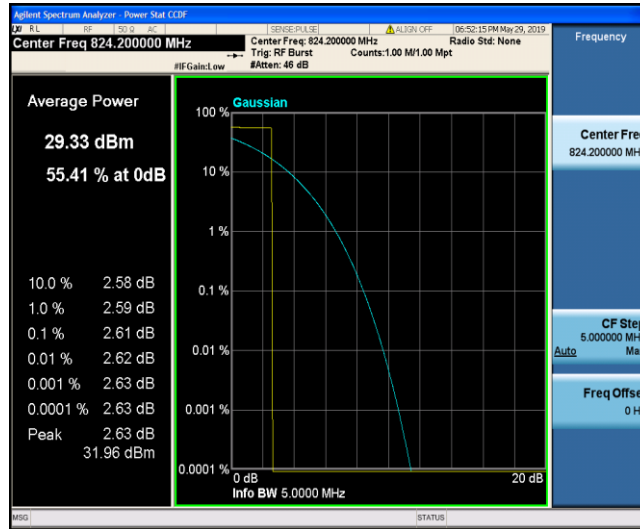 Agilent Spectrum Analyzer - Power Stat CCDF
RL RF 50 Ω AC SENSE:PULSE ALIGN OFF 06:52:15 PM May 29, 2019
Center Freq 824.200000 MHz
Center Freq: 824.200000 MHz Radio Std: None
Trig: RF Burst Counts:1.00 M/1.00 Mpt
#IFGain:Low #Atten: 46 dB
Frequency
Average Power
29.33 dBm
55.41 % at 0dB
10.0 % 2.58 dB
1.0 % 2.59 dB
0.1 % 2.61 dB
0.01 % 2.62 dB
0.001 % 2.63 dB
0.0001 % 2.63 dB
Peak 2.63 dB
31.96 dBm
Gaussian
100 %
10 %
1 %
0.1 %
0.01 %
0.001 %
0.0001 %
0 dB 20 dB
Info BW 5.0000 MHz
Center Fre
824.200000 MH
CF Ste
5.000000 MH
Auto Ma
Freq Offse
0 H
MSG STATUS